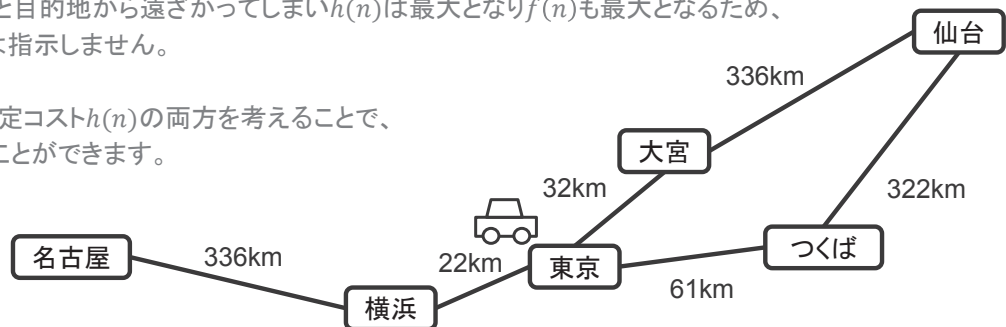 と目的地から遠ざかってしまいh(n)は最大となりf(n)も最大となるため、
は指示しません。
定コストh(n)の両方を考えることで、
ことができます。
仙台
336km
大宮
32km
322km
つくば
名古屋
336km
22km
東京
61km
横浜